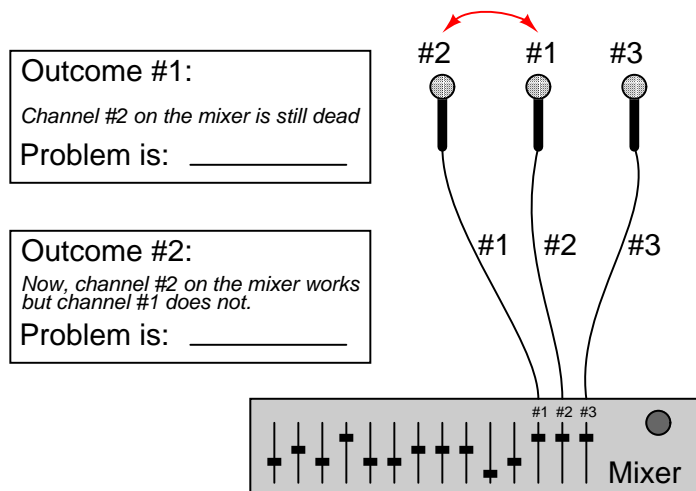 #2 #1 #3
Outcome #1:
Channel #2 on the mixer is still dead
Problem is:
#1 #2 #3
Outcome #2:
Now, channel #2 on the mixer works
but channel #1 does not.
Problem is:
#1 #2 #3
Mixer